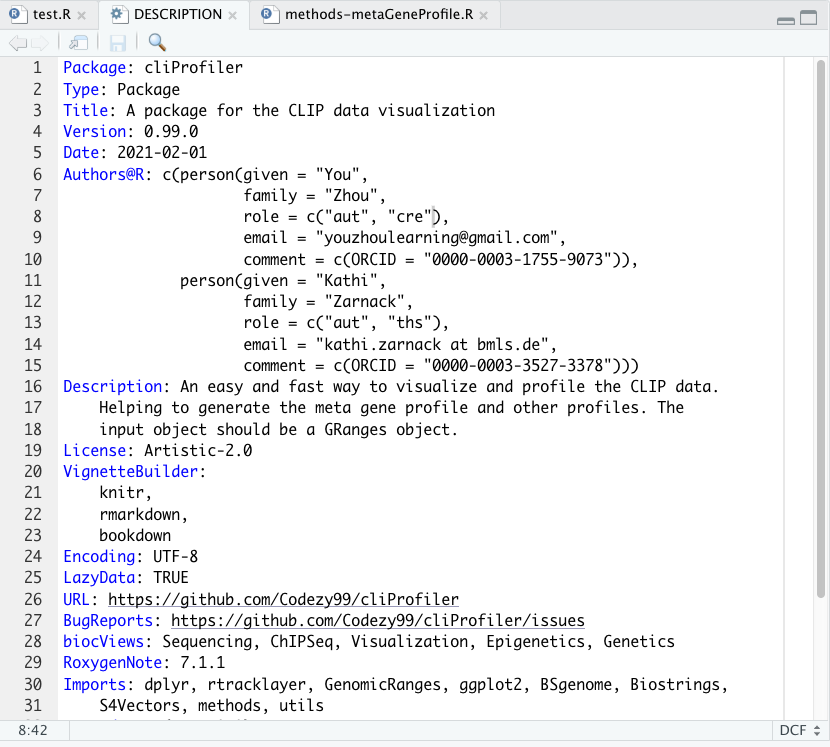 test.R
DESCRIPTION
methods-metaGeneProfile.R
1 Package: cliProfiler
2 Type: Package
3 Title: A package for the CLIP data visualization
4 Version: 0.99.0
5 Date: 2021-02-01
6 Authors@R: c(person(given = "You",
7 family = "Zhou",
8 role = c("aut", "cre"),
9 email = "youzhoulearning@gmail.com",
10 comment = c(ORCID = "0000-0003-1755-9073")),
11 person(given = "Kathi",
12 family = "Zarnack",
13 role = c("aut", "ths"),
14 email = "kathi.zarnack at bmls.de",
15 comment = c(ORCID = "0000-0003-3527-3378")))
16 Description: An easy and fast way to visualize and profile the CLIP data.
17 Helping to generate the meta gene profile and other profiles. The
18 input object should be a GRanges object.
19 License: Artistic-2.0
20 VignetteBuilder:
21 knitr,
22 rmarkdown,
23 bookdown
24 Encoding: UTF-8
25 LazyData: TRUE
26 URL: https://github.com/Codezy99/cliProfiler
27 BugReports: https://github.com/Codezy99/cliProfiler/issues
28 biocViews: Sequencing, ChIPSeq, Visualization, Epigenetics, Genetics
29 RoxygenNote: 7.1.1
30 Imports: dplyr, rtracklayer, GenomicRanges, ggplot2, BSgenome, Biostrings,
31 S4Vectors, methods, utils
8:42
DCF